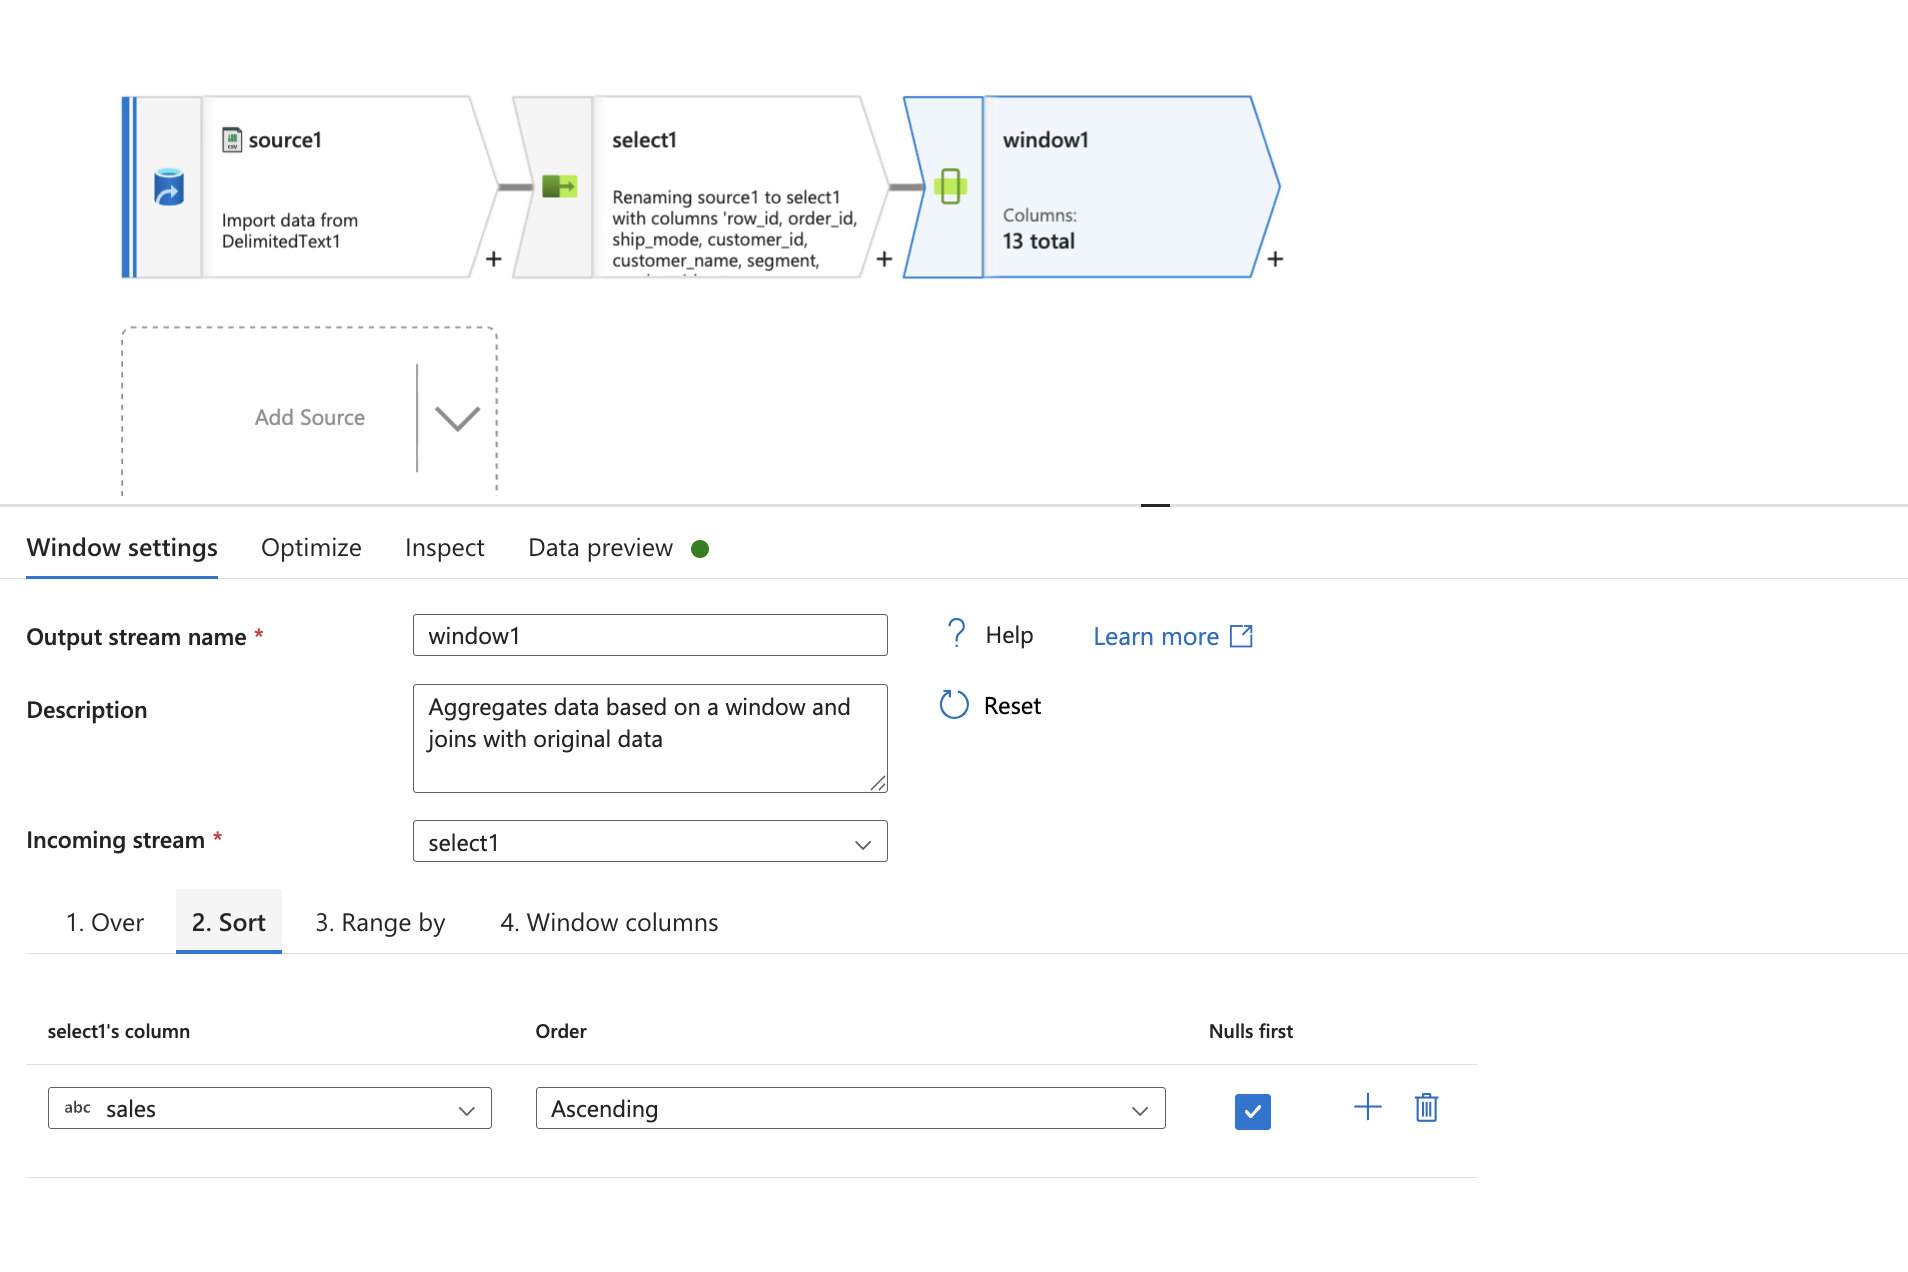 source1
Import data from
DelimitedText1
+
select1
Renaming source1 to select1
with columns 'row_id, order_id,
ship_mode, customer_id,
customer_name, segment,
+
window1
Columns:
13 total
+
Add Source
Window settings
Optimize
Inspect
Data preview
Output stream name *
window1
? Help
Learn more
Description
Aggregates data based on a window and
joins with original data
Reset
Incoming stream *
select1
1. Over
2. Sort
3. Range by
4. Window columns
select1's column
Order
Nulls first
abc sales
Ascending